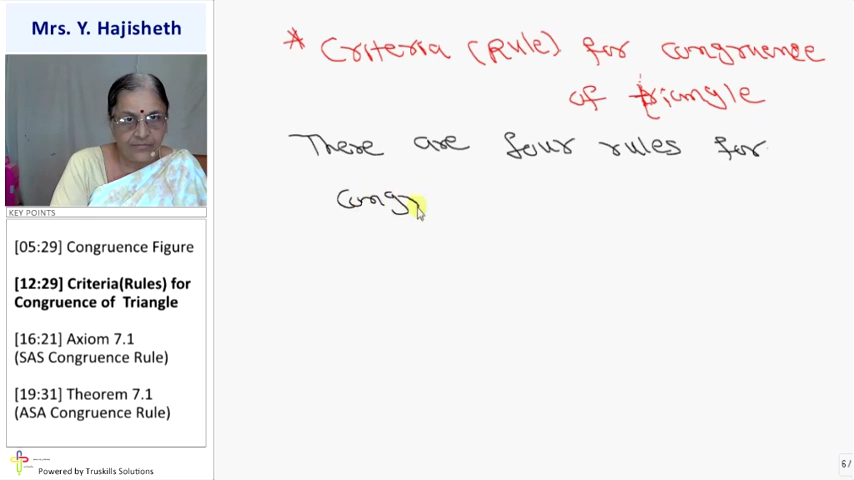 Mrs. Y. Hajisheth
KEY POINTS
[05:29] Congruence Figure
[12:29] Criteria(Rules) for
Congruence of Triangle
[16:21] Axiom 7.1
(SAS Congruence Rule)
[19:31] Theorem 7.1
(ASA Congruence Rule)
Powered by Truskills Solutions
* Criteria (Rule) for congruence
of triangle
There are four rules for
cong
6/